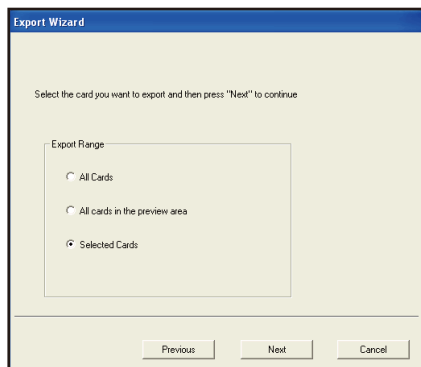 Export Wizard
Select the card you want to export and then press "Next" to continue
Export Range
All Cards
All cards in the preview area
Selected Cards
Previous Next Cancel